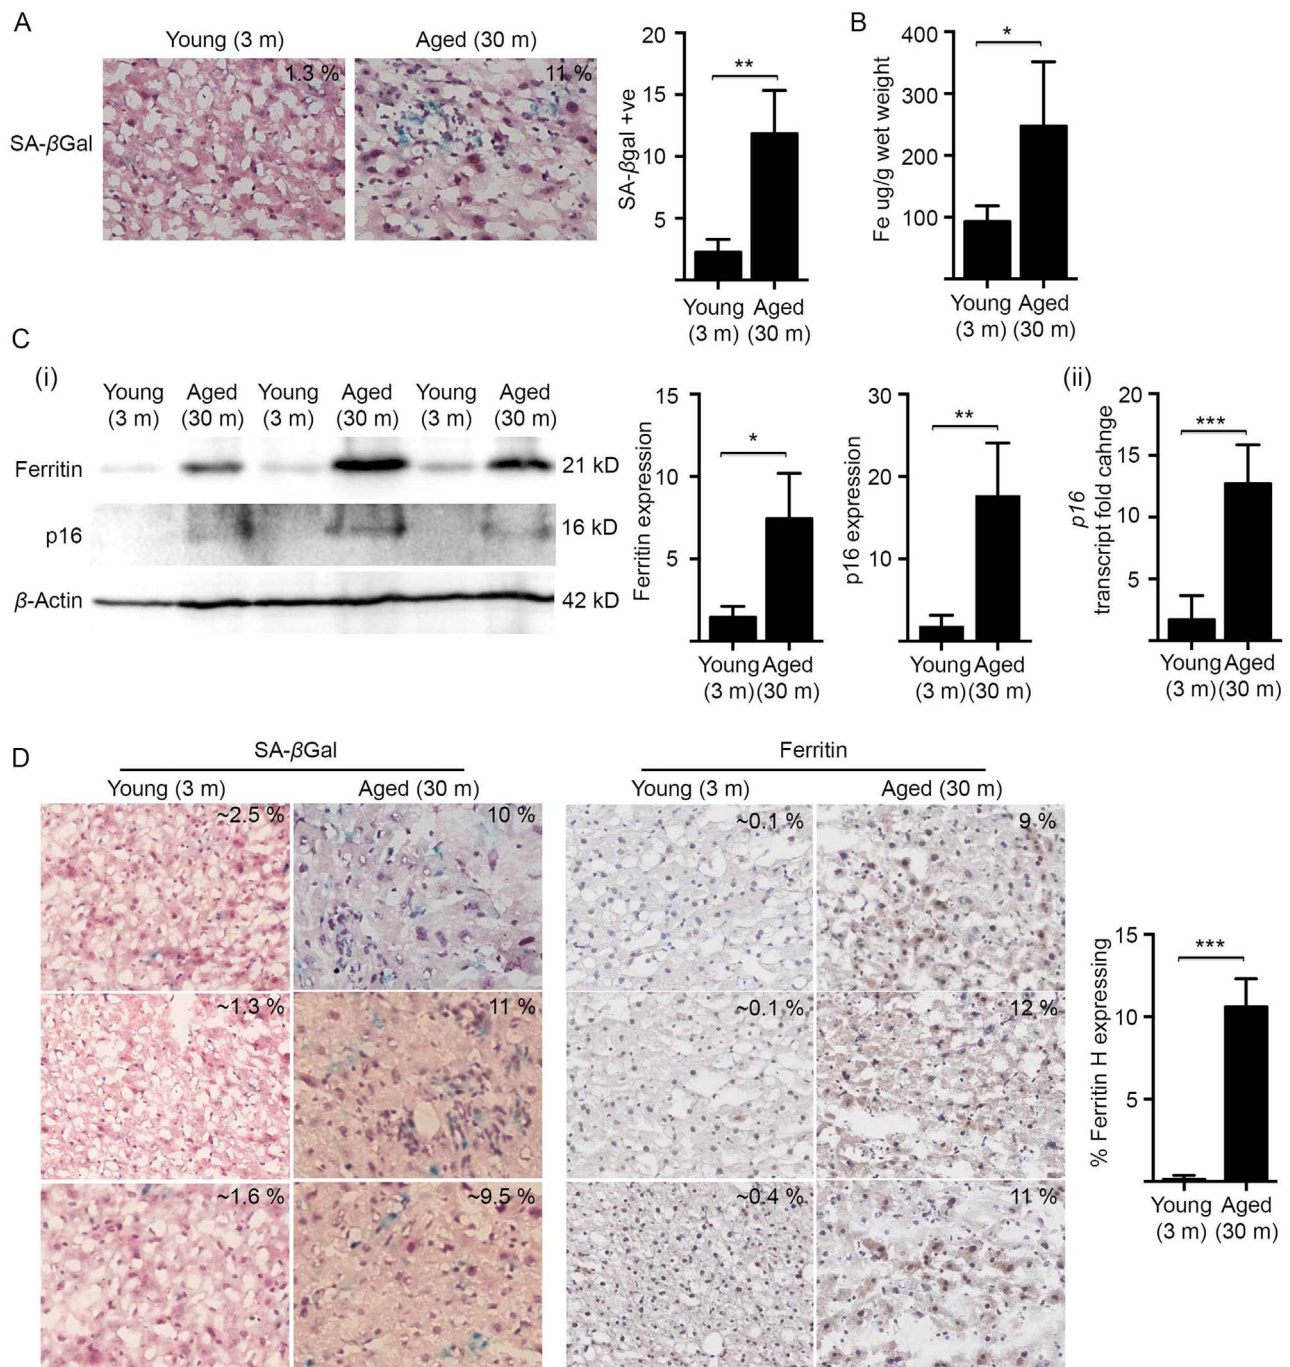 A
Young (3 m)
Aged (30 m)
1.3 %
11 %
SA-βGal
SA-βgal +ve
20
15
10
5
**
Young
(3 m)
Aged
(30 m)
B
Fe ug/g wet weight
400
300
200
100
*
Young
(3 m)
Aged
(30 m)
C
(i)
Young
(3 m)
Aged
(30 m)
Young
(3 m)
Aged
(30 m)
Young
(3 m)
Aged
(30 m)
Ferritin
21 kD
p16
16 kD
β-Actin
42 kD
Ferritin expression
15
10
5
*
Young
(3 m)
Aged
(30 m)
p16 expression
30
20
10
**
Young
(3 m)
Aged
(30 m)
(ii)
p16
transcript fold cahnge
20
15
10
5
***
Young
(3 m)
Aged
(30 m)
D
SA-βGal
Young (3 m)
Aged (30 m)
~2.5 %
10 %
~1.3 %
11 %
~1.6 %
~9.5 %
Ferritin
Young (3 m)
Aged (30 m)
~0.1 %
9 %
~0.1 %
12 %
~0.4 %
11 %
% Ferritin H expressing
15
10
5
***
Young
(3 m)
Aged
(30 m)